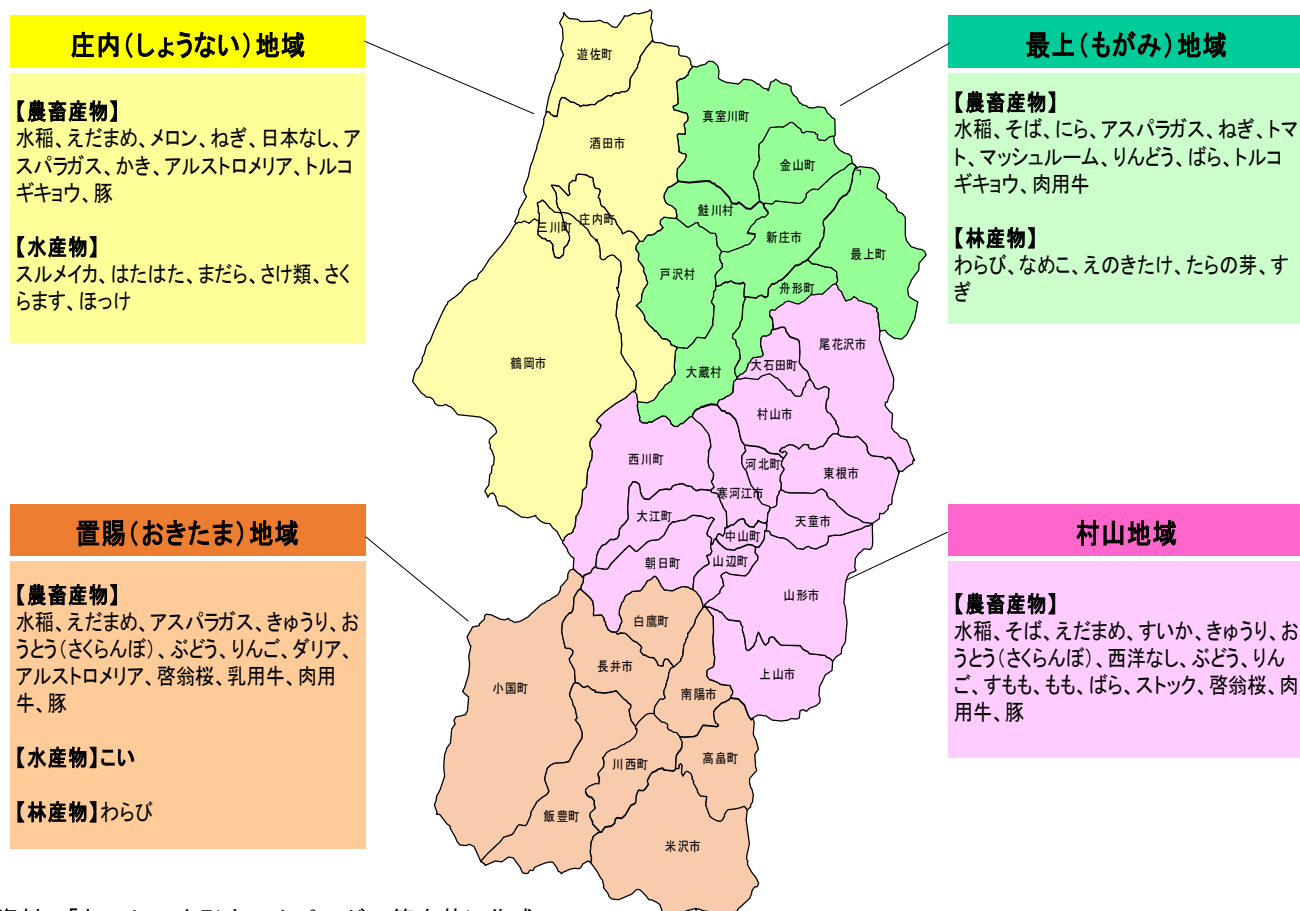 庄内(しょうない)地域
【農畜産物】
水稲、えだまめ、メロン、ねぎ、日本なし、ア
スパラガス、かき、アルストロメリア、トルコ
ギキョウ、豚
【水産物】
スルメイカ、はたはた、まだら、さけ類、さく
らます、ほっけ
最上(もがみ)地域
【農畜産物】
水稲、そば、にら、アスパラガス、ねぎ、トマ
ト、マッシュルーム、りんどう、ばら、トルコ
ギキョウ、肉用牛
【林産物】
わらび、なめこ、えのきたけ、たらの芽、す
ぎ
遊佐町
酒田市
真室川町
金山町
鮭川村
庄内町
三川町
新庄市
最上町
戸沢村
舟形町
鶴岡市
大蔵村
尾花沢市
大石田町
村山市
西川町
河北町
東根市
寒河江市
大江町
天童市
中山町
朝日町
山辺町
山形市
白鷹町
長井市
上山市
小国町
南陽市
高畠町
川西町
飯豊町
米沢市
置賜(おきたま)地域
【農畜産物】
水稲、えだまめ、アスパラガス、きゅうり、お
うとう(さくらんぼ)、ぶどう、りんご、ダリア、
アルストロメリア、啓翁桜、乳用牛、肉用
牛、豚
【水産物】こい
【林産物】わらび
村山地域
【農畜産物】
水稲、そば、えだまめ、すいか、きゅうり、お
うとう(さくらんぼ)、西洋なし、ぶどう、りん
ご、すもも、もも、ばら、ストック、啓翁桜、肉
用牛、豚